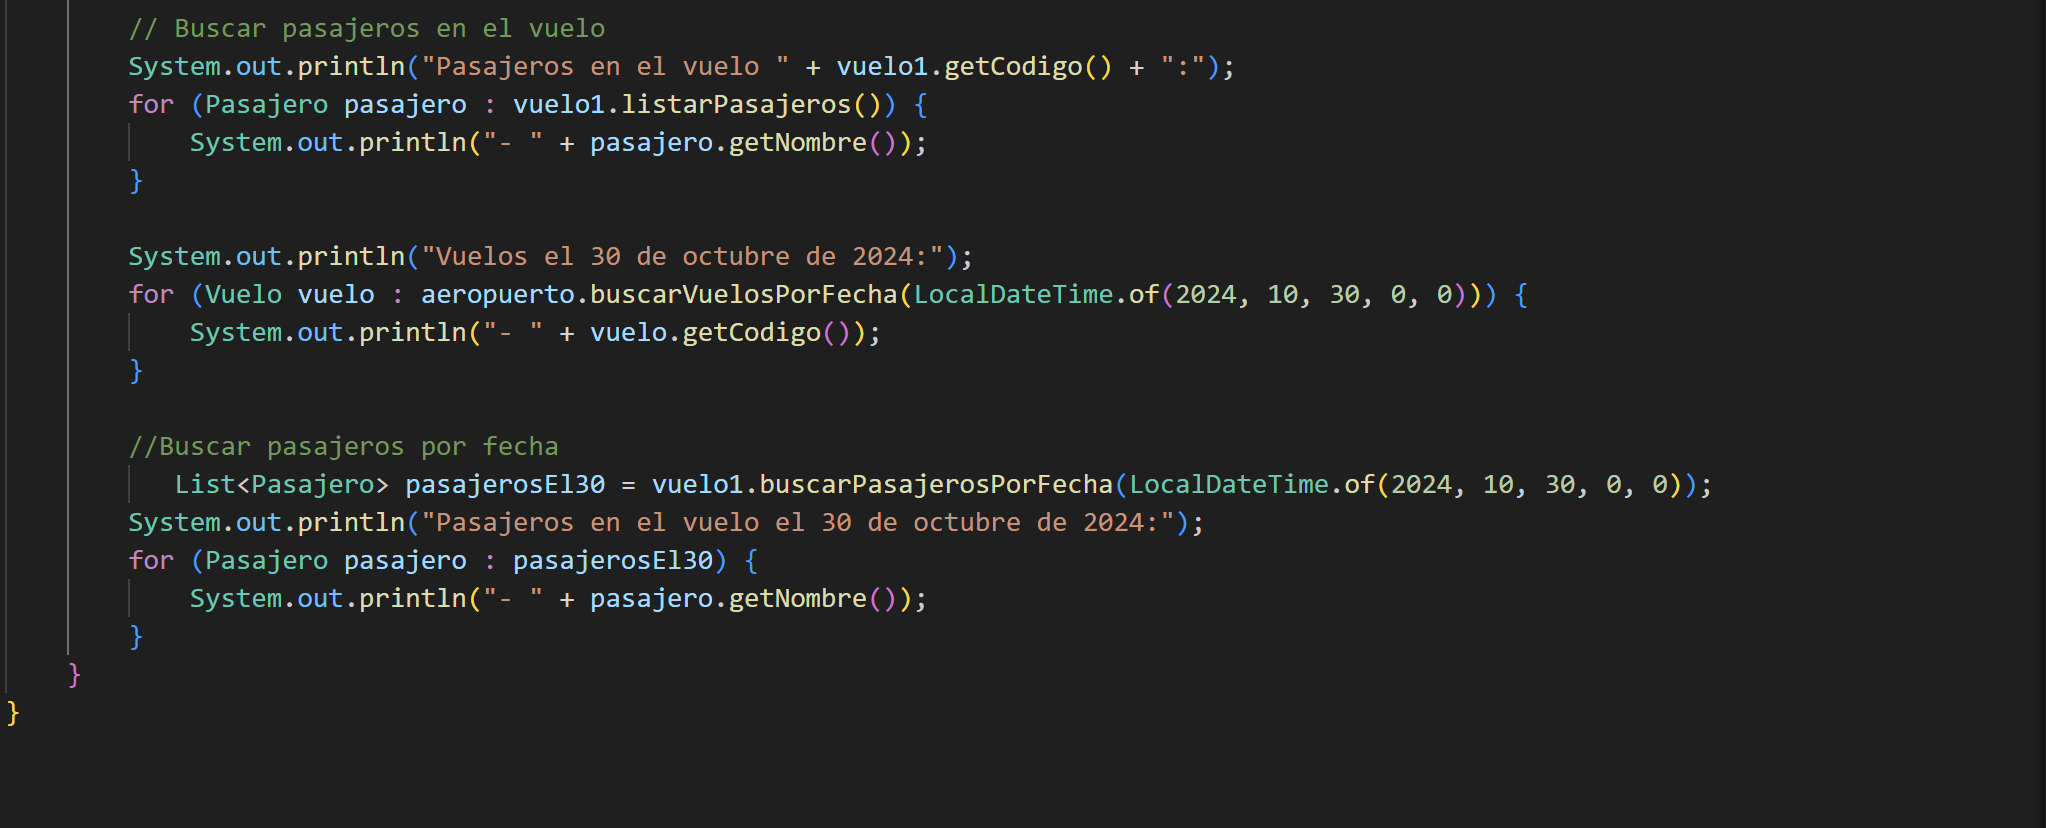 // Buscar pasajeros en el vuelo
System.out.println("Pasajeros en el vuelo " + vuelo1.getCodigo() + ":");
for (Pasajero pasajero : vuelo1.listarPasajeros()) {
System.out.println("- " + pasajero.getNombre());
}
System.out.println("Vuelos el 30 de octubre de 2024:");
for (Vuelo vuelo : aeropuerto.buscarVuelosPorFecha(LocalDateTime.of(2024, 10, 30, 0, 0))) {
System.out.println("- " + vuelo.getCodigo());
}
//Buscar pasajeros por fecha
List<Pasajero> pasajerosEl30 = vuelo1.buscarPasajerosPorFecha(LocalDateTime.of(2024, 10, 30, 0, 0));
System.out.println("Pasajeros en el vuelo el 30 de octubre de 2024:");
for (Pasajero pasajero : pasajerosEl30) {
System.out.println("- " + pasajero.getNombre());
}
}
}